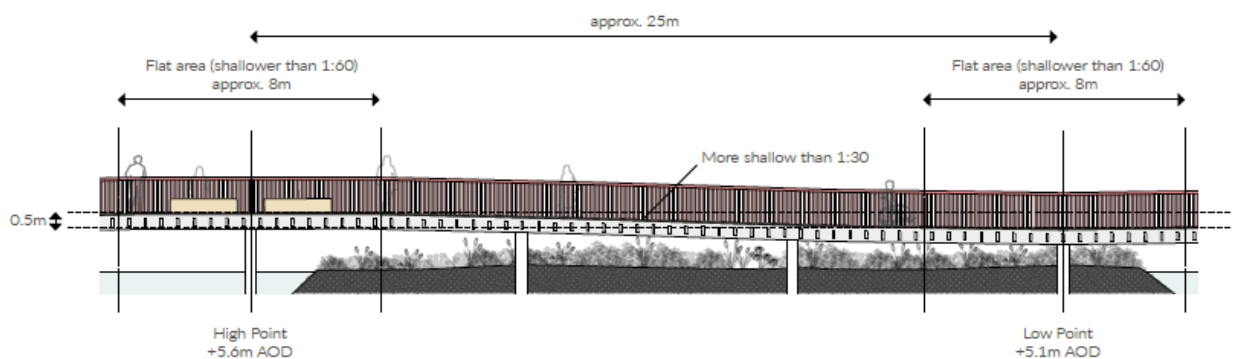 approx. 25m
Flat area (shallower than 1:60)
approx. 8m
Flat area (shallower than 1:60)
approx. 8m
More shallow than 1:30
0.5m
High Point
+5.6m AOD
Low Point
+5.1m AOD